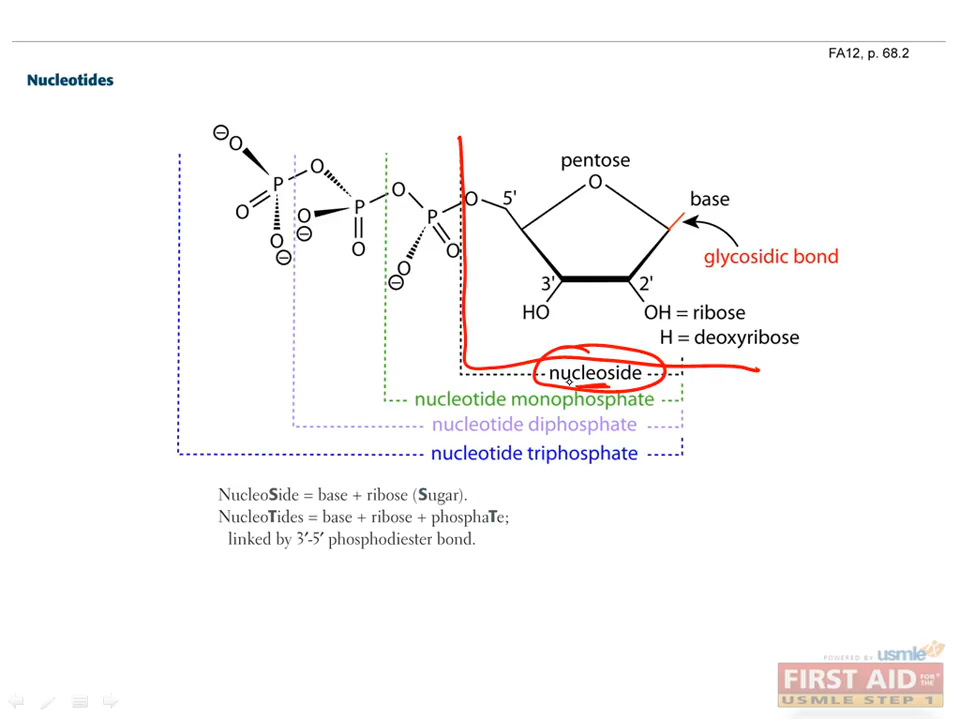 FA12, p. 68.2
Nucleotides
⊖
O
O
P
O
O
⊖
O
O
⊖
P
O
O
P
O
O
⊖
O
5'
pentose
O
base
glycosidic bond
3'
2'
HO
OH = ribose
H = deoxyribose
nucleoside
nucleotide monophosphate
nucleotide diphosphate
nucleotide triphosphate
NucleoSide = base + ribose (Sugar).
NucleoTides = base + ribose + phosphaTe;
linked by 3′-5′ phosphodiester bond.
POWERED BY usmle
FIRST AID FOR THE
USMLE STEP 1